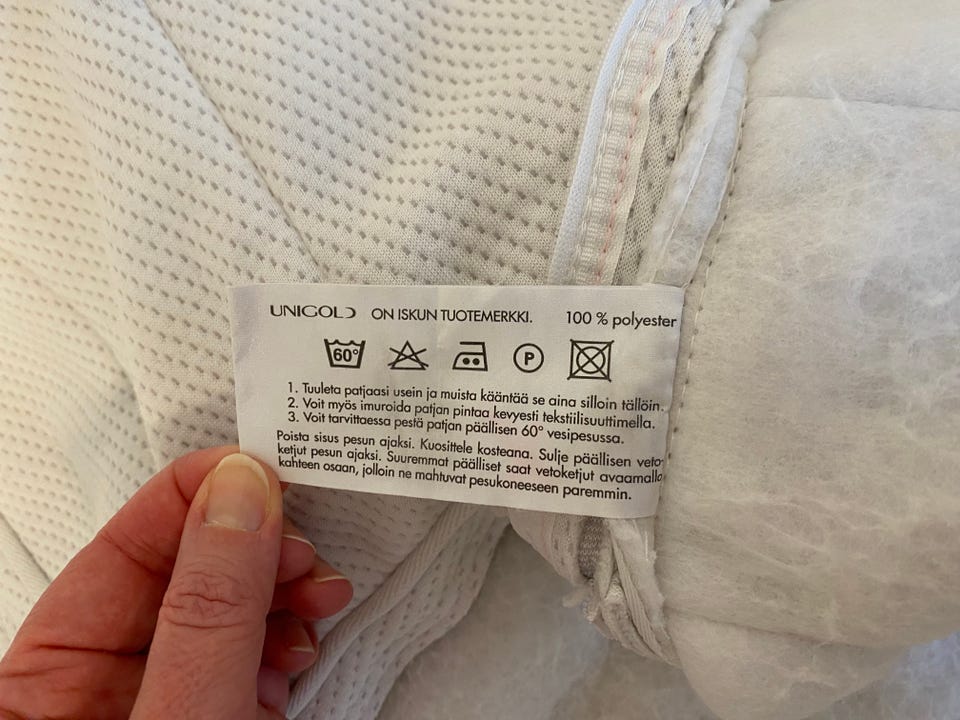 UNIGOLD ON ISKUN TUOTEMERKKI. 100 % polyester
60° P
1. Tuuleta patjaasi usein ja muista kääntää se aina silloin tällöin.
2. Voit myös imuroida patjan pintaa kevyesti tekstiilisuuttimella.
3. Voit tarvittaessa pestä patjan päällisen 60° vesipesussa.
Poista sisus pesun ajaksi. Kuosittele kosteana. Sulje päällisen veto-
ketjut pesun ajaksi. Suuremmat päälliset saat vetoketjut avaamalla
kahteen osaan, jolloin ne mahtuvat pesukoneeseen paremmin.